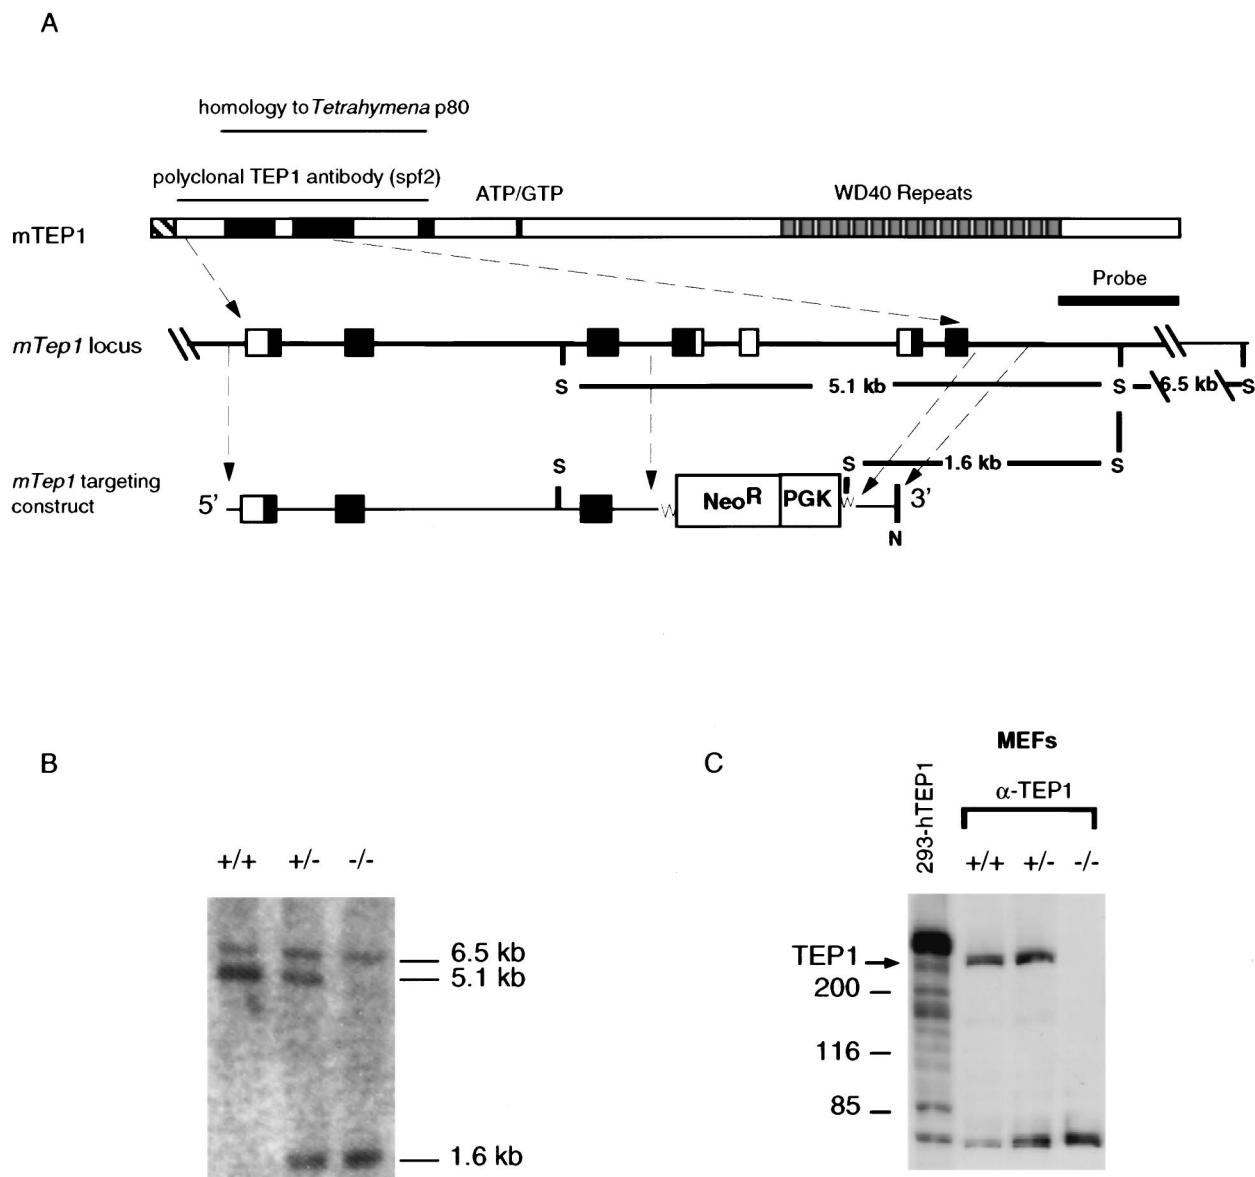 A
homology to Tetrahymena p80
polyclonal TEP1 antibody (spf2)
ATP/GTP
WD40 Repeats
mTEP1
Probe
mTep1 locus
S
5.1 kb
S
6.5 kb
S
S
S
1.6 kb
S
mTep1 targeting
construct
5'
NeoR
PGK
3'
N
B
+/+
+/-
-/-
6.5 kb
5.1 kb
1.6 kb
C
MEFs
α-TEP1
293-hTEP1
+/+
+/-
-/-
TEP1
200
116
85